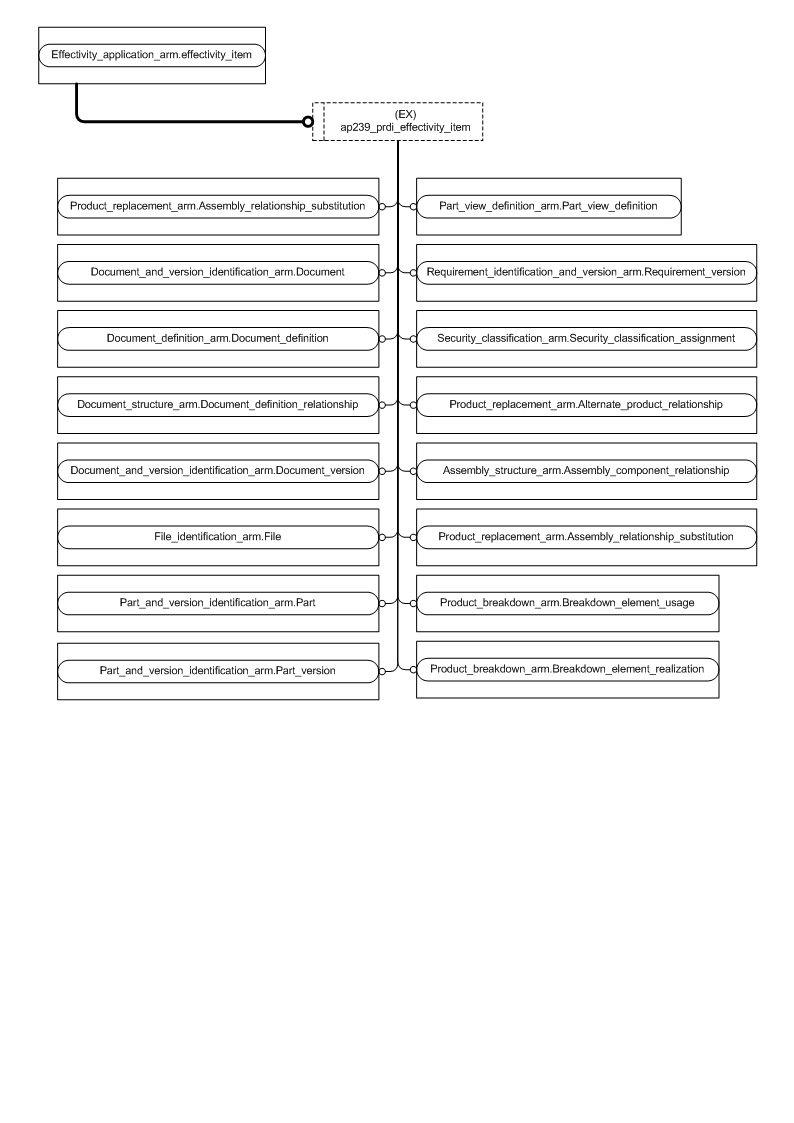 Effectivity_application_arm.effectivity_item
(EX)
ap239_prdi_effectivity_item
Product_replacement_arm.Assembly_relationship_substitution
Part_view_definition_arm.Part_view_definition
Document_and_version_identification_arm.Document
Requirement_identification_and_version_arm.Requirement_version
Document_definition_arm.Document_definition
Security_classification_arm.Security_classification_assignment
Document_structure_arm.Document_definition_relationship
Product_replacement_arm.Alternate_product_relationship
Document_and_version_identification_arm.Document_version
Assembly_structure_arm.Assembly_component_relationship
File_identification_arm.File
Product_replacement_arm.Assembly_relationship_substitution
Part_and_version_identification_arm.Part
Product_breakdown_arm.Breakdown_element_usage
Part_and_version_identification_arm.Part_version
Product_breakdown_arm.Breakdown_element_realization